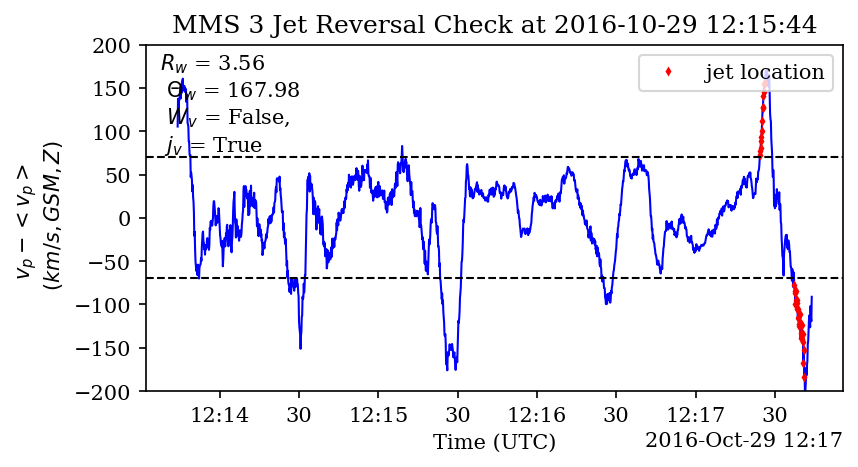 MMS 3 Jet Reversal Check at 2016-10-29 12:15:44
R_w = 3.56
Θ_w = 167.98
W_v = False,
j_v = True
jet location
v_p − < v_p >
(km/s, GSM, Z)
200
150
100
50
0
−50
−100
−150
−200
12:14 30 12:15 30 12:16 30 12:17 30
Time (UTC)
2016-Oct-29 12:17